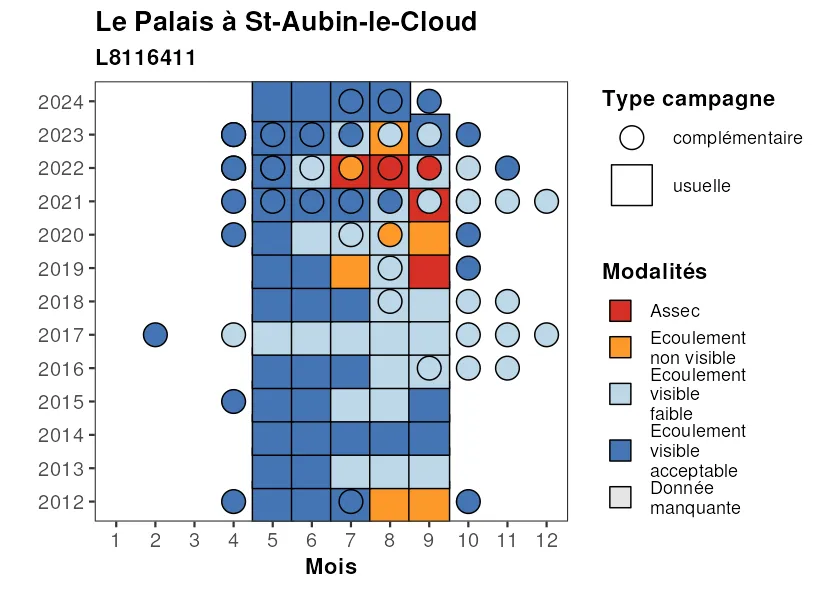 Le Palais à St-Aubin-le-Cloud
L8116411
2024
2023
2022
2021
2020
2019
2018
2017
2016
2015
2014
2013
2012
1 2 3 4 5 6 7 8 9 10 11 12
Mois
Type campagne
complémentaire
usuelle
Modalités
Assec
Ecoulement
non visible
Ecoulement
visible
faible
Ecoulement
visible
acceptable
Donnée
manquante